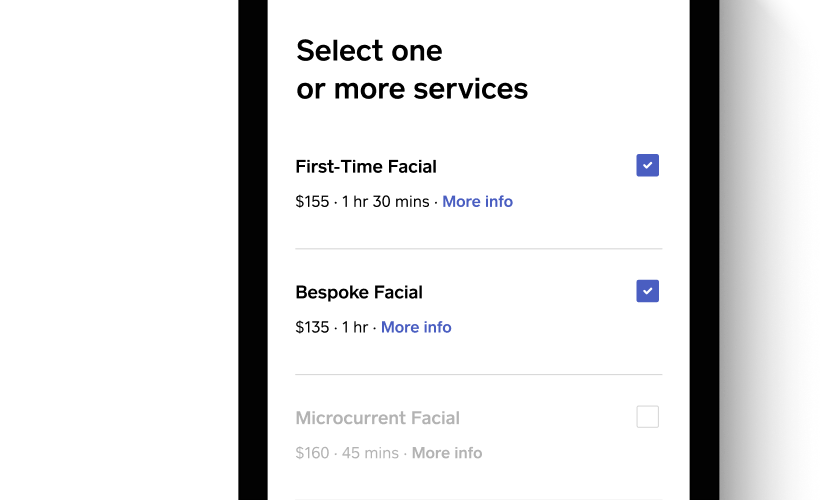 Select one
or more services
First-Time Facial
$155 · 1 hr 30 mins · More info
Bespoke Facial
$135 · 1 hr · More info
Microcurrent Facial
$160 · 45 mins · More info